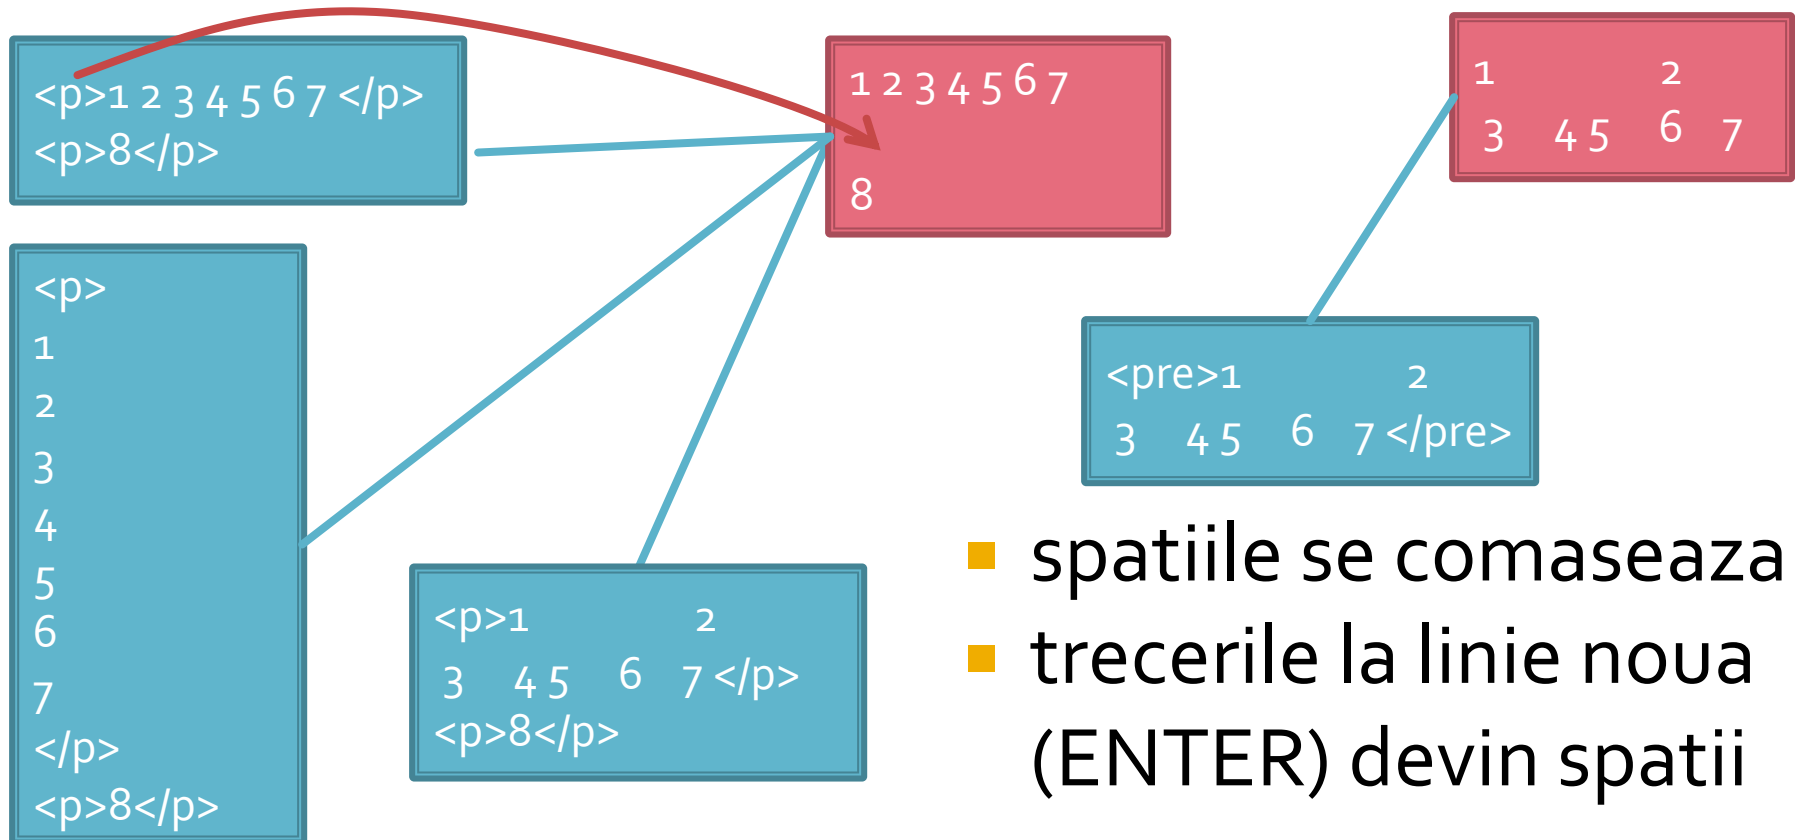 <p>1 2 3 4 5 6 7 </p>
<p>8</p>
1 2 3 4 5 6 7
8
1 2
3 4 5 6 7
<p>
1
2
3
4
5
6
7
</p>
<p>8</p>
<p>1 2
3 4 5 6 7 </p>
<p>8</p>
<pre>1 2
3 4 5 6 7 </pre>
spatiile se comaseaza
trecerile la linie noua
(ENTER) devin spatii